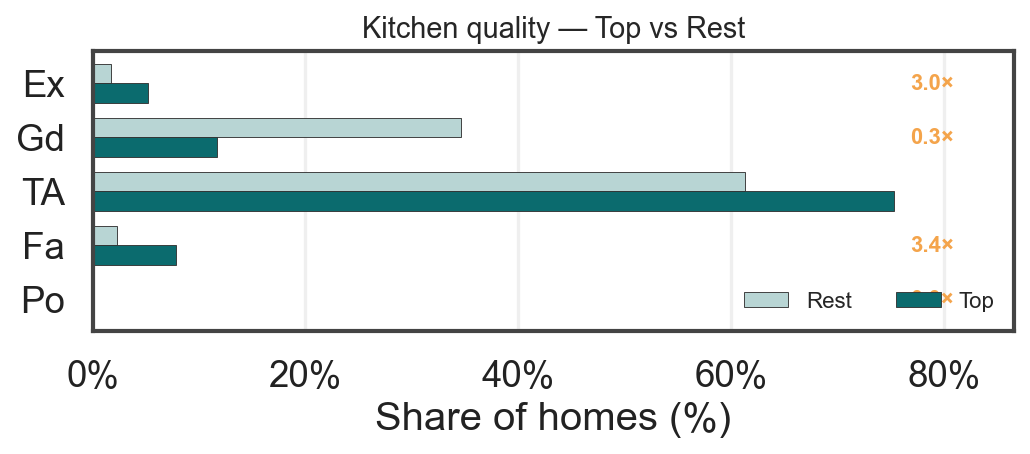 Kitchen quality — Top vs Rest
Ex 3.0×
Gd 0.3×
TA
Fa 3.4×
Po
Rest Top
0% 20% 40% 60% 80%
Share of homes (%)